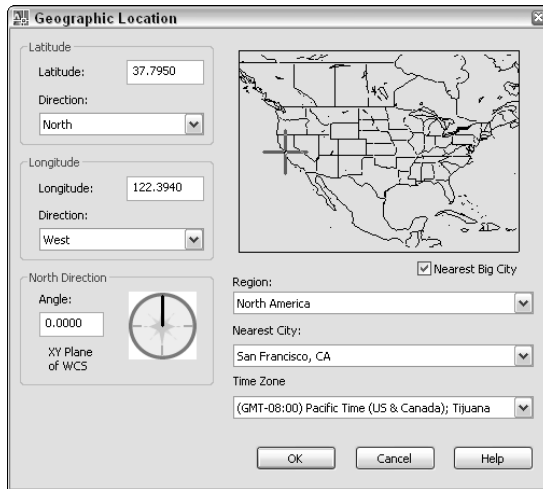 Geographic Location
Latitude
Latitude:
37.7950
Direction:
North
Longitude
Longitude:
122.3940
Direction:
West
North Direction
Angle:
0.0000
XY Plane
of WCS
Nearest Big City
Region:
North America
Nearest City:
San Francisco, CA
Time Zone
(GMT-08:00) Pacific Time (US & Canada); Tijuana
OK
Cancel
Help